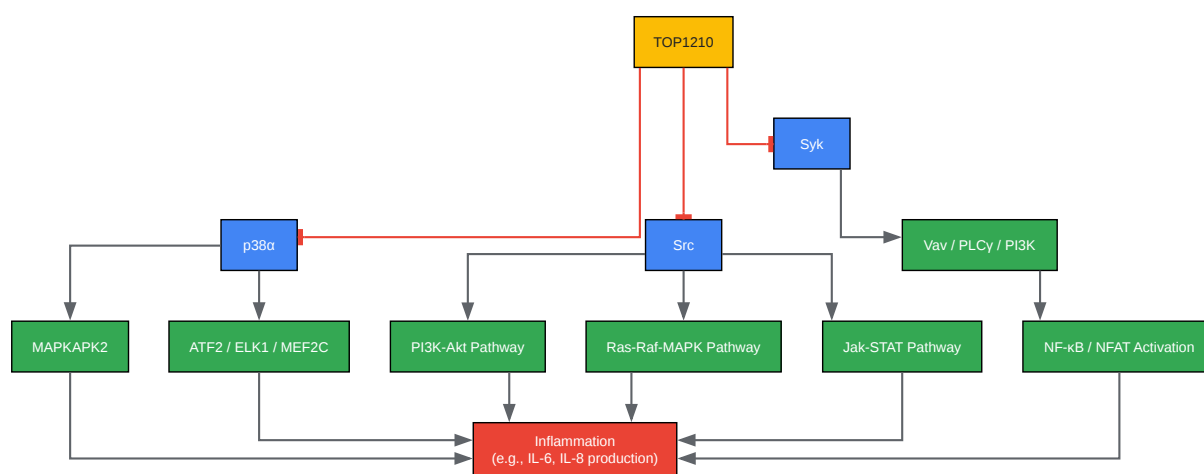 TOP1210
Syk
p38α
Src
Vav / PLCγ / PI3K
MAPKAPK2
ATF2 / ELK1 / MEF2C
PI3K-Akt Pathway
Ras-Raf-MAPK Pathway
Jak-STAT Pathway
NF-κB / NFAT Activation
Inflammation
(e.g., IL-6, IL-8 production)